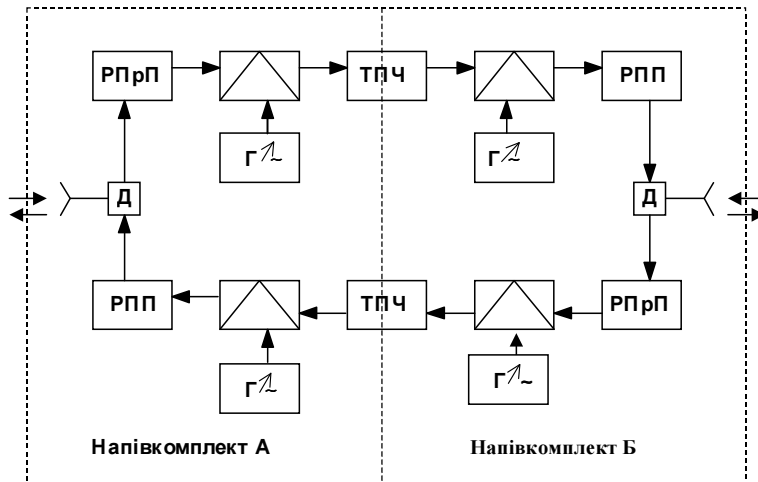 РПрП ТПЧ РПП
Г ~ Г ~
Д Д
РПП ТПЧ РПрП
Г ~ Г ~
Напівкомплект А Напівкомплект Б